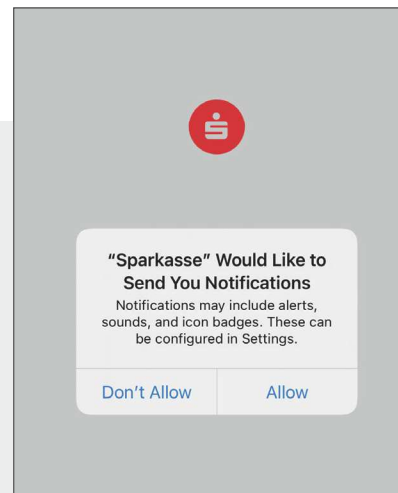 “Sparkasse” Would Like to
Send You Notifications
Notifications may include alerts,
sounds, and icon badges. These can
be configured in Settings.
Don’t Allow
Allow